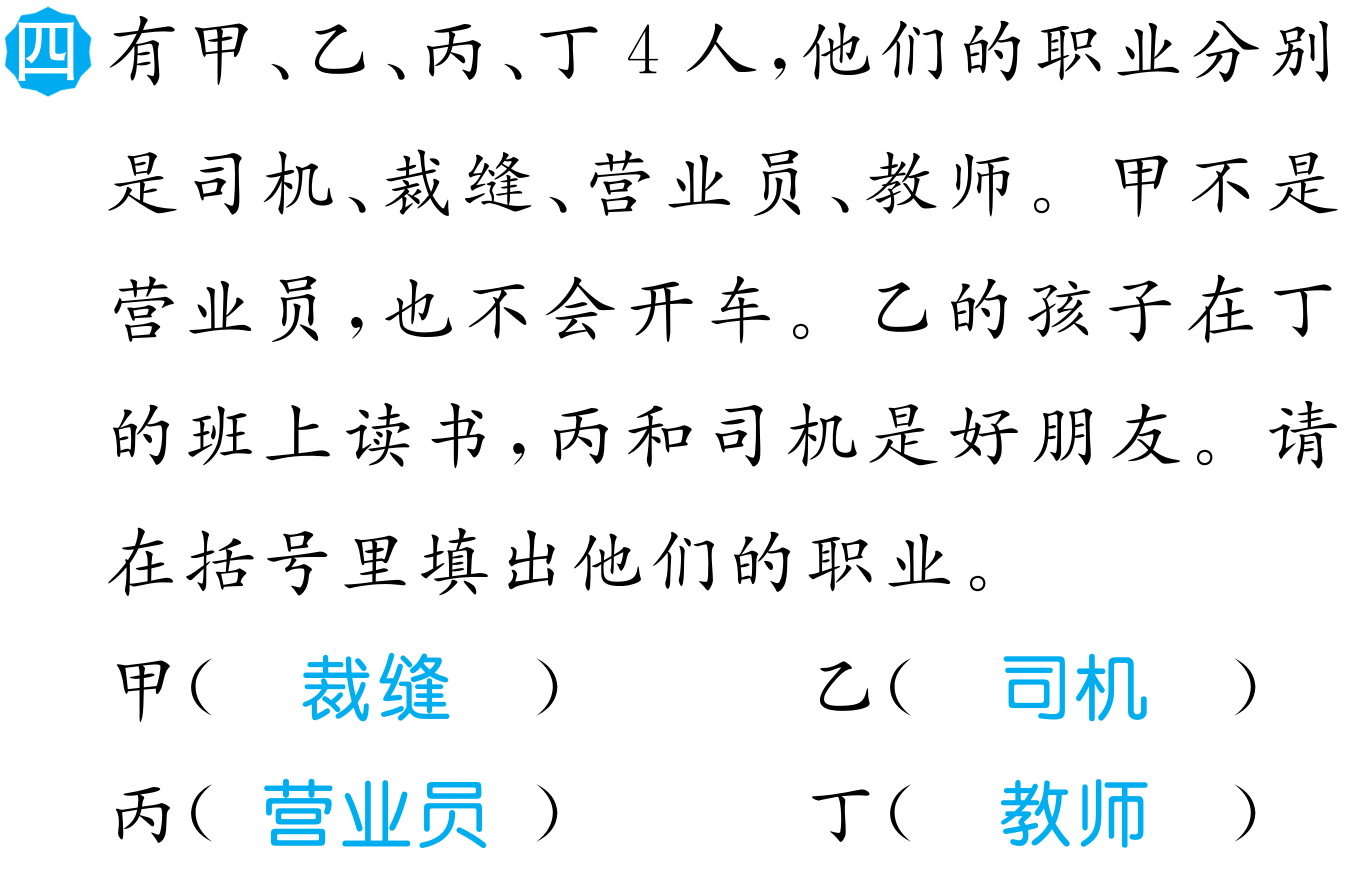 四 有甲、乙、丙、丁 4 人,他们的职业分别
是司机、裁缝、营业员、教师。甲不是
营业员,也不会开车。乙的孩子在丁
的班上读书,丙和司机是好朋友。请
在括号里填出他们的职业。
甲( 裁缝 ) 乙( 司机 )
丙( 营业员 ) 丁( 教师 )